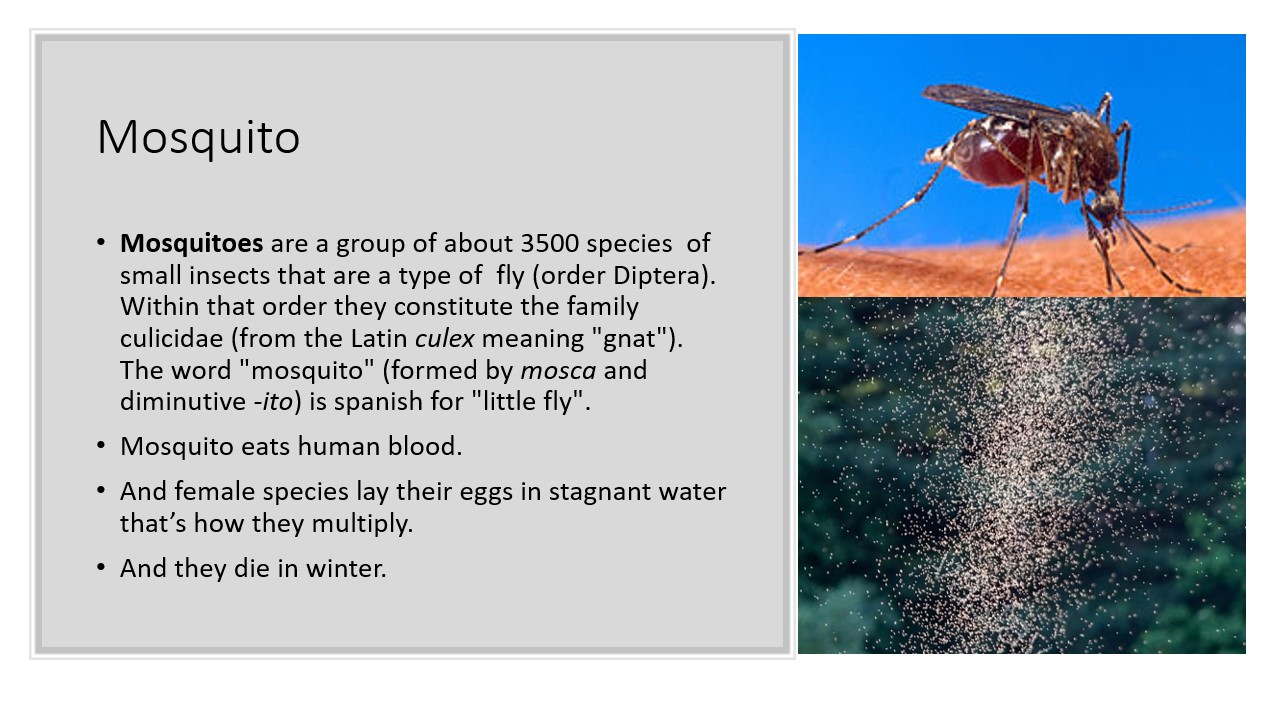 Mosquito
• Mosquitoes are a group of about 3500 species  of
small insects that are a type of  fly (order Diptera).
Within that order they constitute the family
culicidae (from the Latin culex meaning "gnat").
The word "mosquito" (formed by mosca and
diminutive -ito) is spanish for "little fly".
• Mosquito eats human blood.
• And female species lay their eggs in stagnant water
that’s how they multiply.
• And they die in winter.